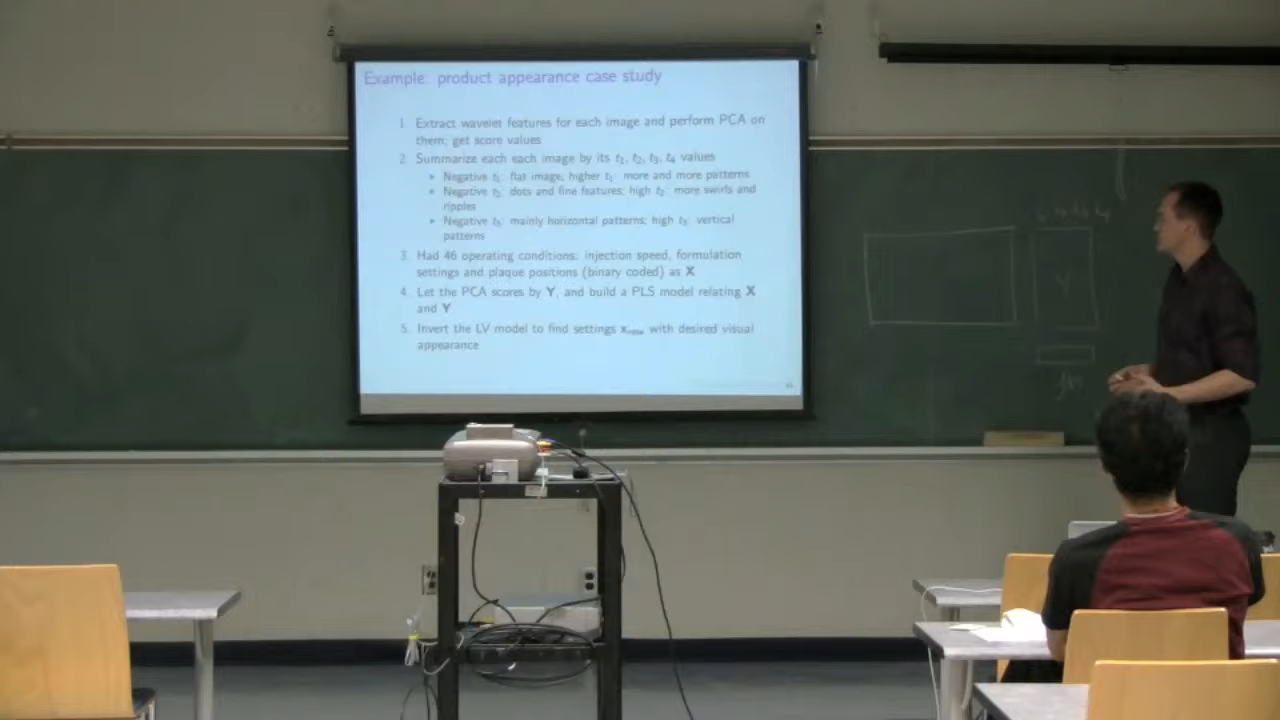 Example: product appearance case study
1. Extract wavelet features for each image and perform PCA on
them; get score values
2. Summarize each each image by its t₁, t₂, t₃, t₄ values
Negative t₁: flat image; higher t₁: more and more patterns
Negative t₂: dots and fine features; high t₂: more swirls and
ripples
Negative t₃: mainly horizontal patterns; high t₃: vertical
patterns
3. Had 46 operating conditions: injection speed, formulation
settings and plaque positions (binary coded) as X
4. Let the PCA scores by Y, and build a PLS model relating X
and Y
5. Invert the LV model to find settings xₙₑw with desired visual
appearance
Y